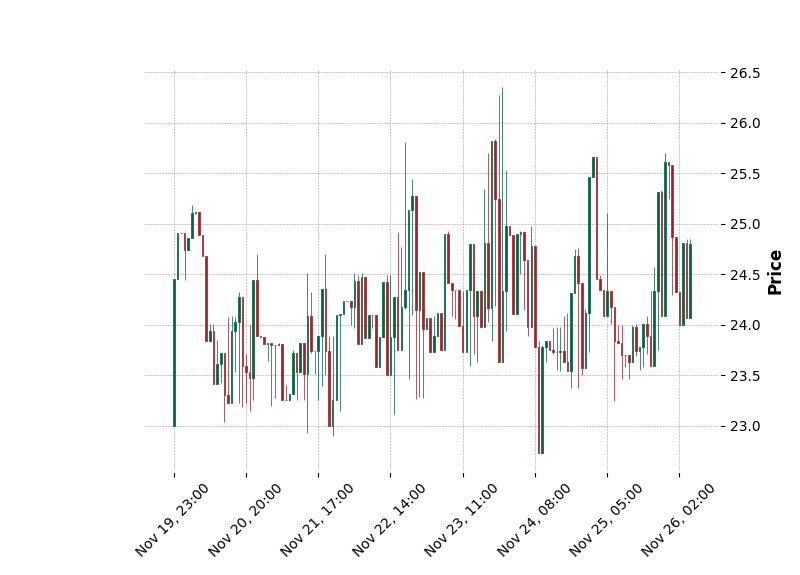 26.5
26.0
25.5
25.0
24.5
24.0
23.5
23.0
Price
Nov 19, 23:00
Nov 20, 20:00
Nov 21, 17:00
Nov 22, 14:00
Nov 23, 11:00
Nov 24, 08:00
Nov 25, 05:00
Nov 26, 02:00